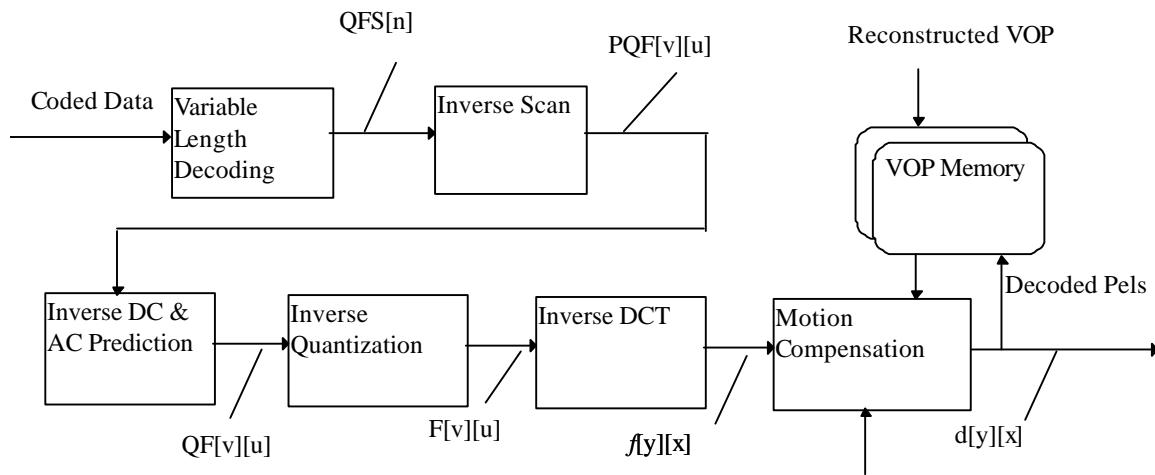 QFS[n]
PQF[v][u]
Reconstructed VOP
Coded Data
Variable
Length
Decoding
Inverse Scan
VOP Memory
Decoded Pels
Inverse DC &
AC Prediction
Inverse
Quantization
Inverse DCT
Motion
Compensation
QF[v][u]
F[v][u]
f[y][x]
d[y][x]